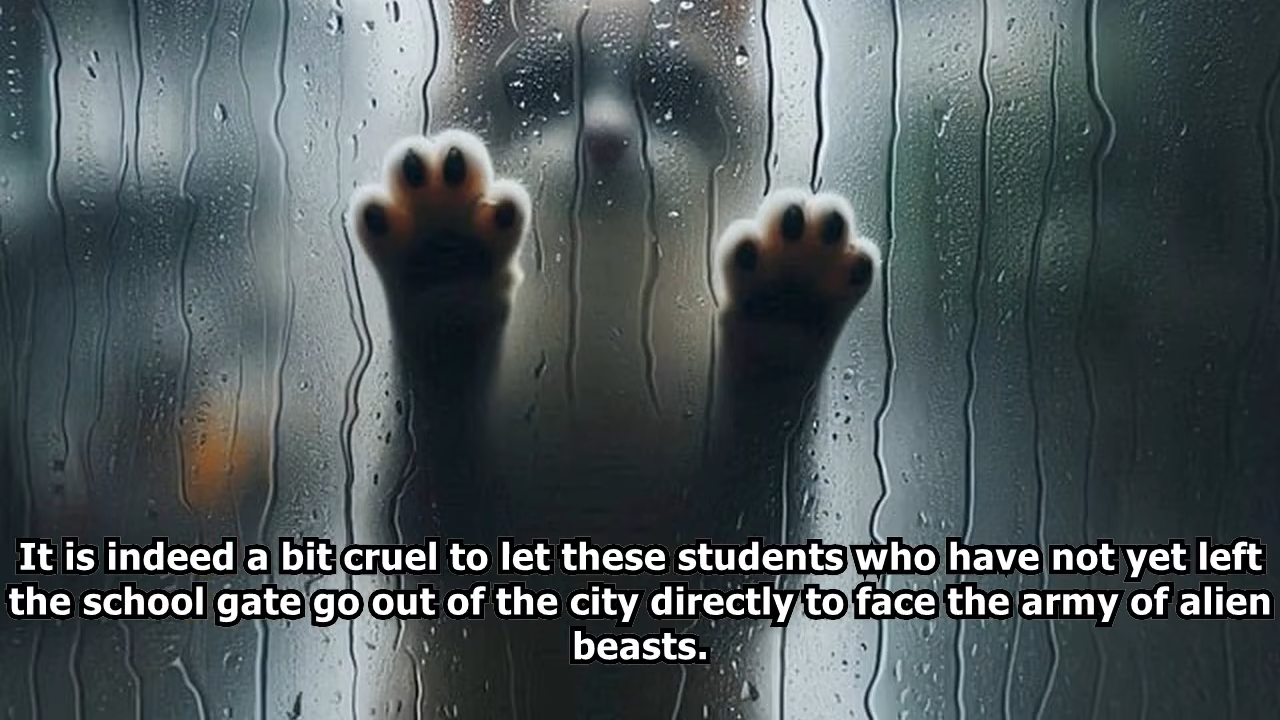 It is indeed a bit cruel to let these students who have not yet left
the school gate go out of the city directly to face the army of alien
beasts.